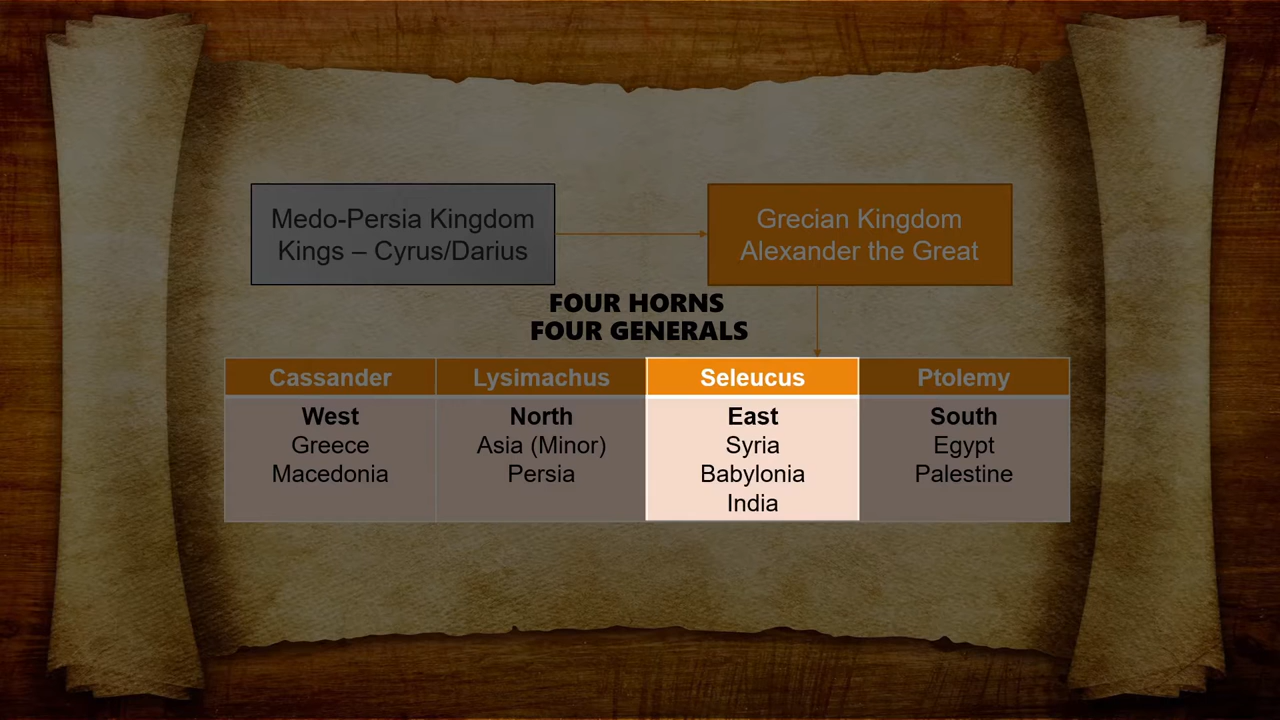 Medo-Persia Kingdom
Kings – Cyrus/Darius
Grecian Kingdom
Alexander the Great
FOUR HORNS
FOUR GENERALS
Cassander
West
Greece
Macedonia
Lysimachus
North
Asia (Minor)
Persia
Seleucus
East
Syria
Babylonia
India
Ptolemy
South
Egypt
Palestine